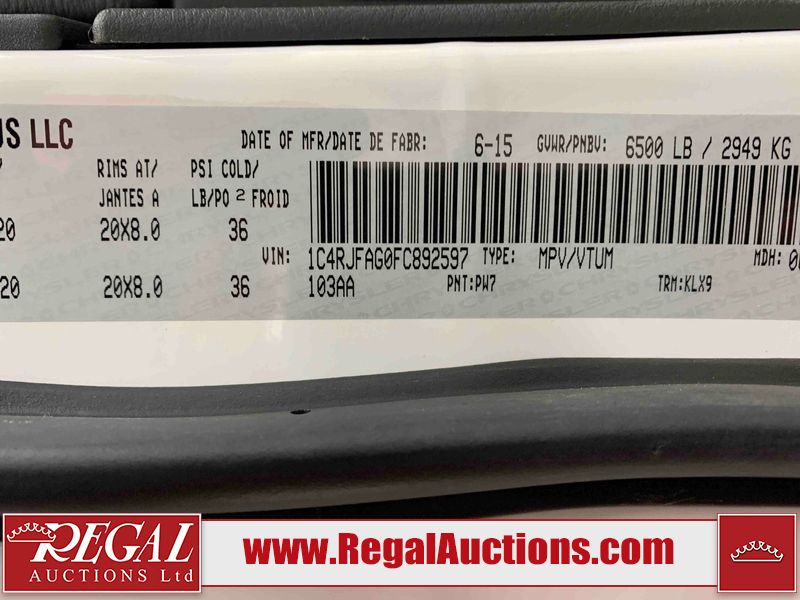 US LLC
DATE OF MFR/DATE DE FABR: 6-15 GVWR/PNBV: 6500 LB / 2949 KG
RIMS AT/ PSI COLD/
JANTES A LB/PO 2 FROID
20 20X8.0 36
VIN: 1C4RJFAG0FC892597 TYPE: MPV/VTUM MDH:
20 20X8.0 36 103AA PNT:PW7 TRM:KLX9
REGAL
AUCTIONS Ltd
www.RegalAuctions.com